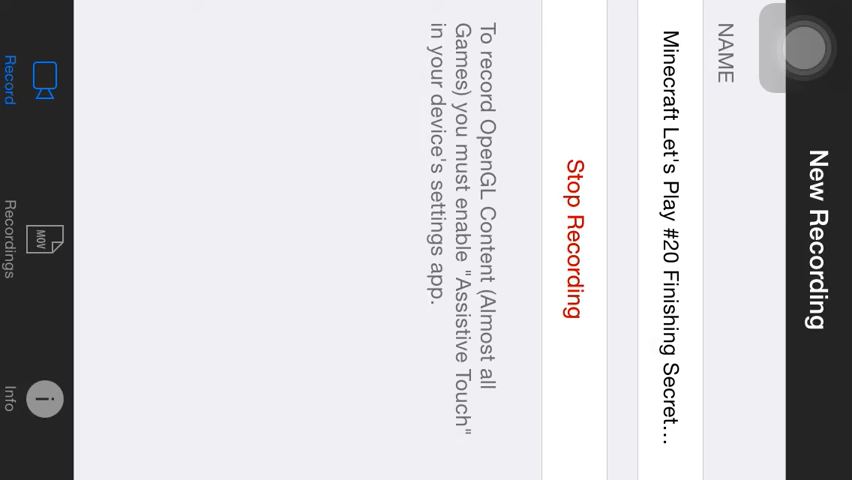 New Recording
NAME
Minecraft Let's Play #20 Finishing Secret...
Stop Recording
To record OpenGL Content (Almost all
Games) you must enable "Assistive Touch"
in your device's settings app.
Record
MOV
Recordings
i
Info